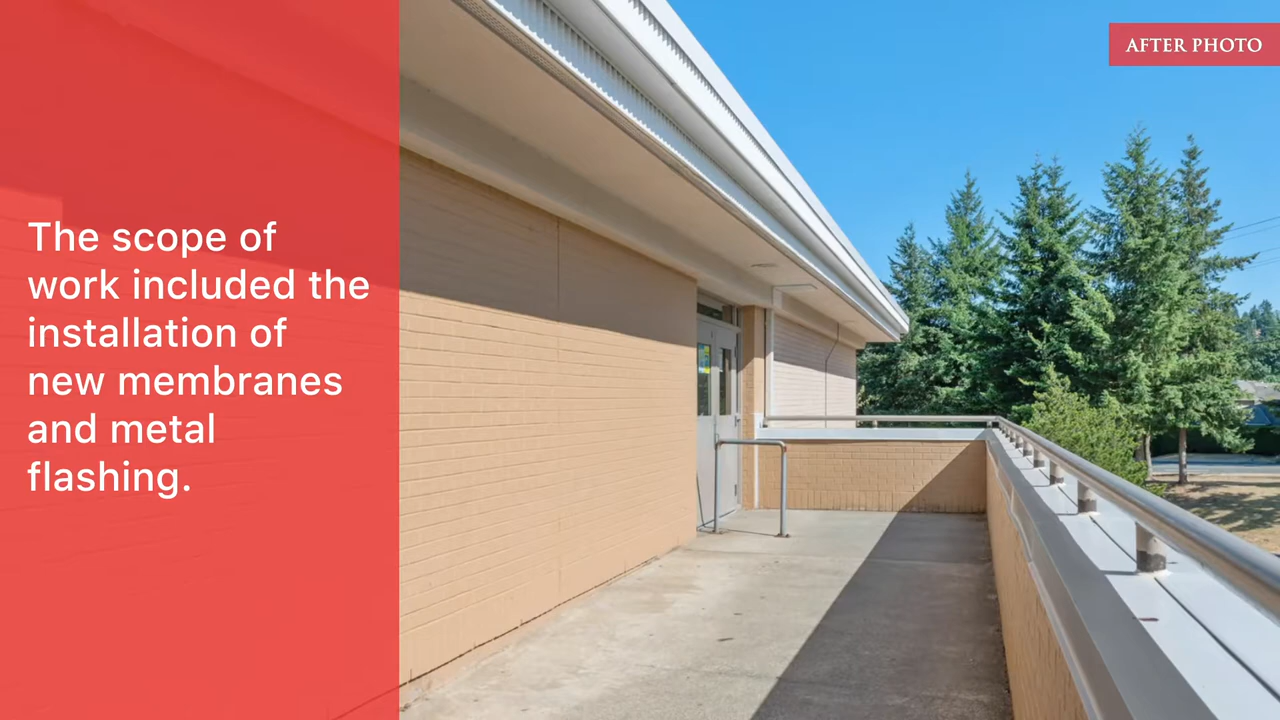 AFTER PHOTO
The scope of
work included the
installation of
new membranes
and metal
flashing.